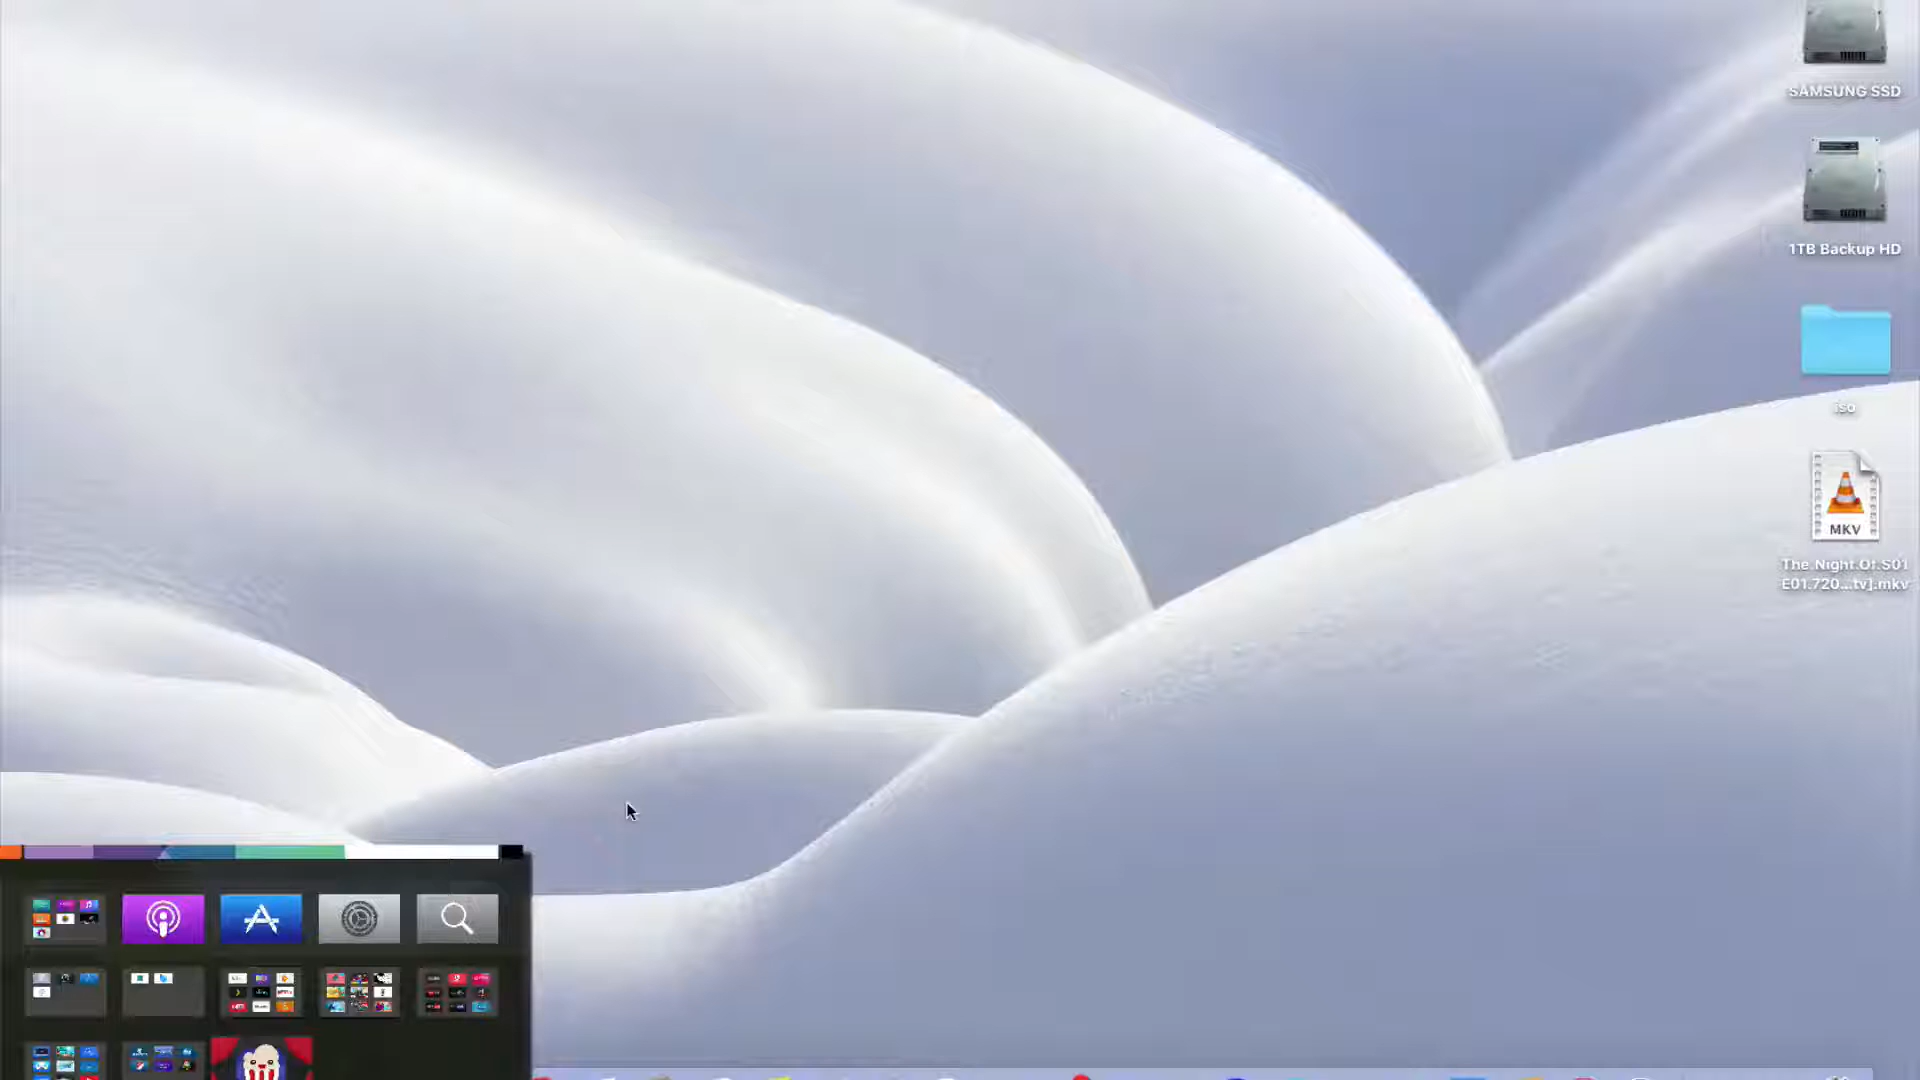 SAMSUNG SSD
1TB Backup HD
iso
MKV
The.Night.Of.S01
E01.720...tv].mkv